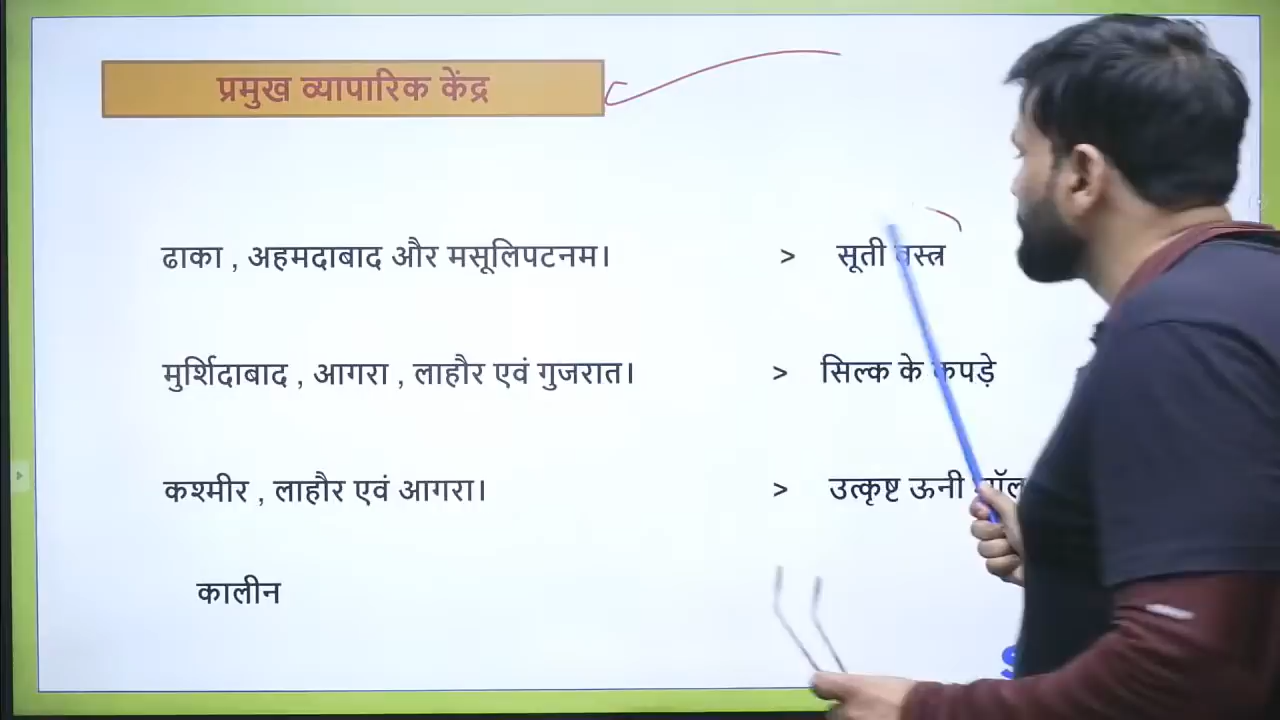 प्रमुख व्यापारिक केंद्र
ढाका , अहमदाबाद और मसूलिपटनम। > सूती वस्त्र
मुर्शिदाबाद , आगरा , लाहौर एवं गुजरात। > सिल्क के कपड़े
कश्मीर , लाहौर एवं आगरा। > उत्कृष्ट ऊनी
कालीन